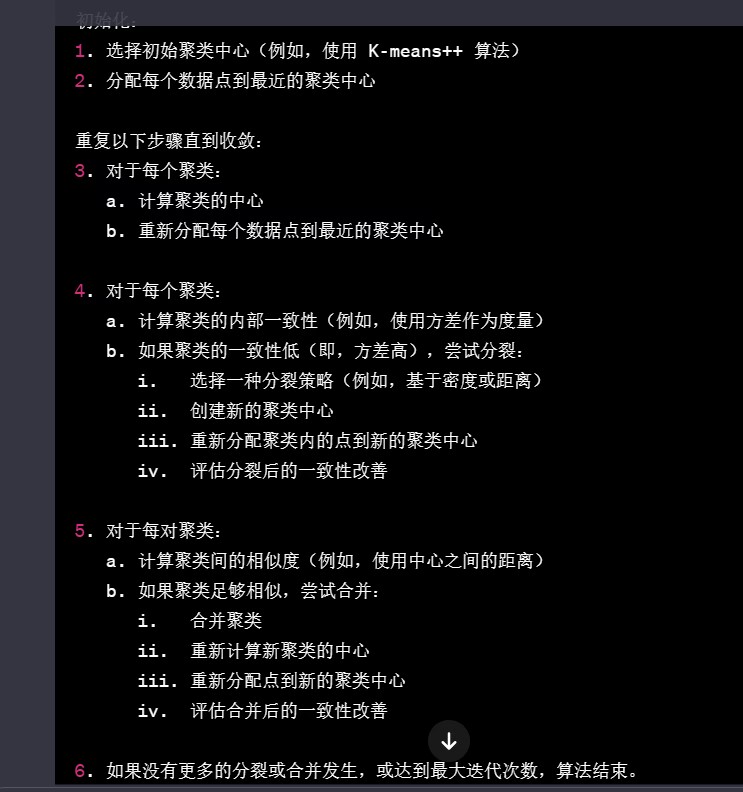 初始化:
1. 选择初始聚类中心（例如，使用 K-means++ 算法）
2. 分配每个数据点到最近的聚类中心
重复以下步骤直到收敛:
3. 对于每个聚类:
a. 计算聚类的中心
b. 重新分配每个数据点到最近的聚类中心
4. 对于每个聚类:
a. 计算聚类的内部一致性（例如，使用方差作为度量）
b. 如果聚类的一致性低（即，方差高），尝试分裂:
i. 选择一种分裂策略（例如，基于密度或距离）
ii. 创建新的聚类中心
iii. 重新分配聚类内的点到新的聚类中心
iv. 评估分裂后的一致性改善
5. 对于每对聚类:
a. 计算聚类间的相似度（例如，使用中心之间的距离）
b. 如果聚类足够相似，尝试合并:
i. 合并聚类
ii. 重新计算新聚类的中心
iii. 重新分配点到新的聚类中心
iv. 评估合并后的一致性改善
6. 如果没有更多的分裂或合并发生，或达到最大迭代次数，算法结束。